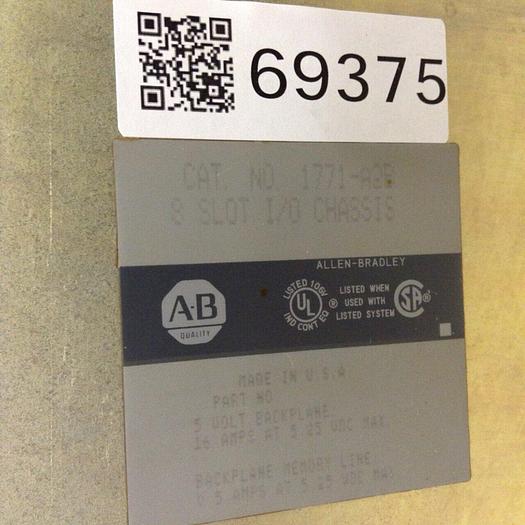 69375
CAT. NO. 1771-A2B
8 SLOT I/O CHASSIS
ALLEN-BRADLEY
A-B
QUALITY
LISTED 106Y
UL
IND CONT EQ
®
LISTED WHEN
USED WITH
LISTED SYSTEM
SA ®
MADE IN U.S.A.
PART NO
5 VOLT BACKPLANE
16 AMPS AT 5.25 VDC MAX.
BACKPLANE MEMORY LINE
0.5 AMPS AT 5.25 VDC MAX